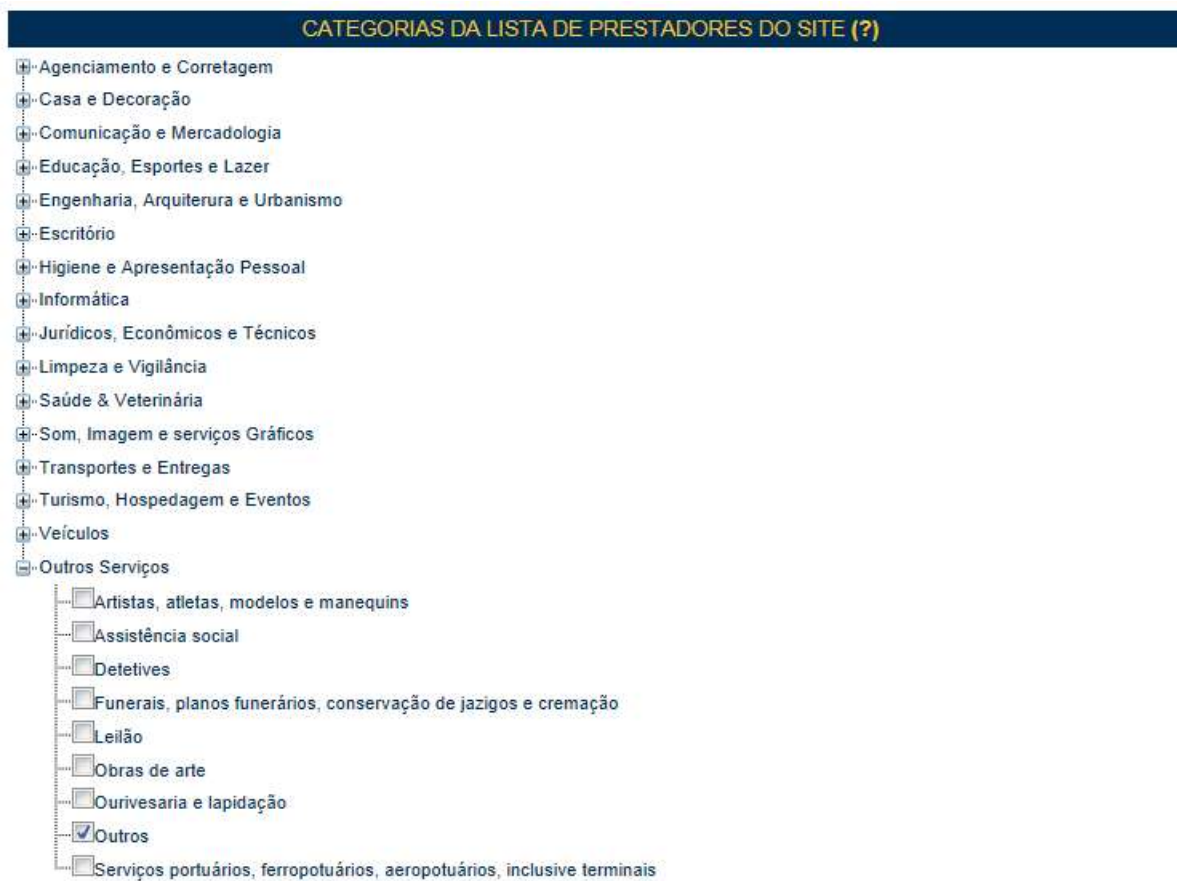 CATEGORIAS DA LISTA DE PRESTADORES DO SITE (?)
Agenciamento e Corretagem
Casa e Decoração
Comunicação e Mercadologia
Educação, Esportes e Lazer
Engenharia, Arquiterura e Urbanismo
Escritório
Higiene e Apresentação Pessoal
Informática
Jurídicos, Econômicos e Técnicos
Limpeza e Vigilância
Saúde & Veterinária
Som, Imagem e serviços Gráficos
Transportes e Entregas
Turismo, Hospedagem e Eventos
Veículos
Outros Serviços
Artistas, atletas, modelos e manequins
Assistência social
Detetives
Funerais, planos funerários, conservação de jazigos e cremação
Leilão
Obras de arte
Ourivesaria e lapidação
Outros
Serviços portuários, ferropotuários, aeropotuários, inclusive terminais